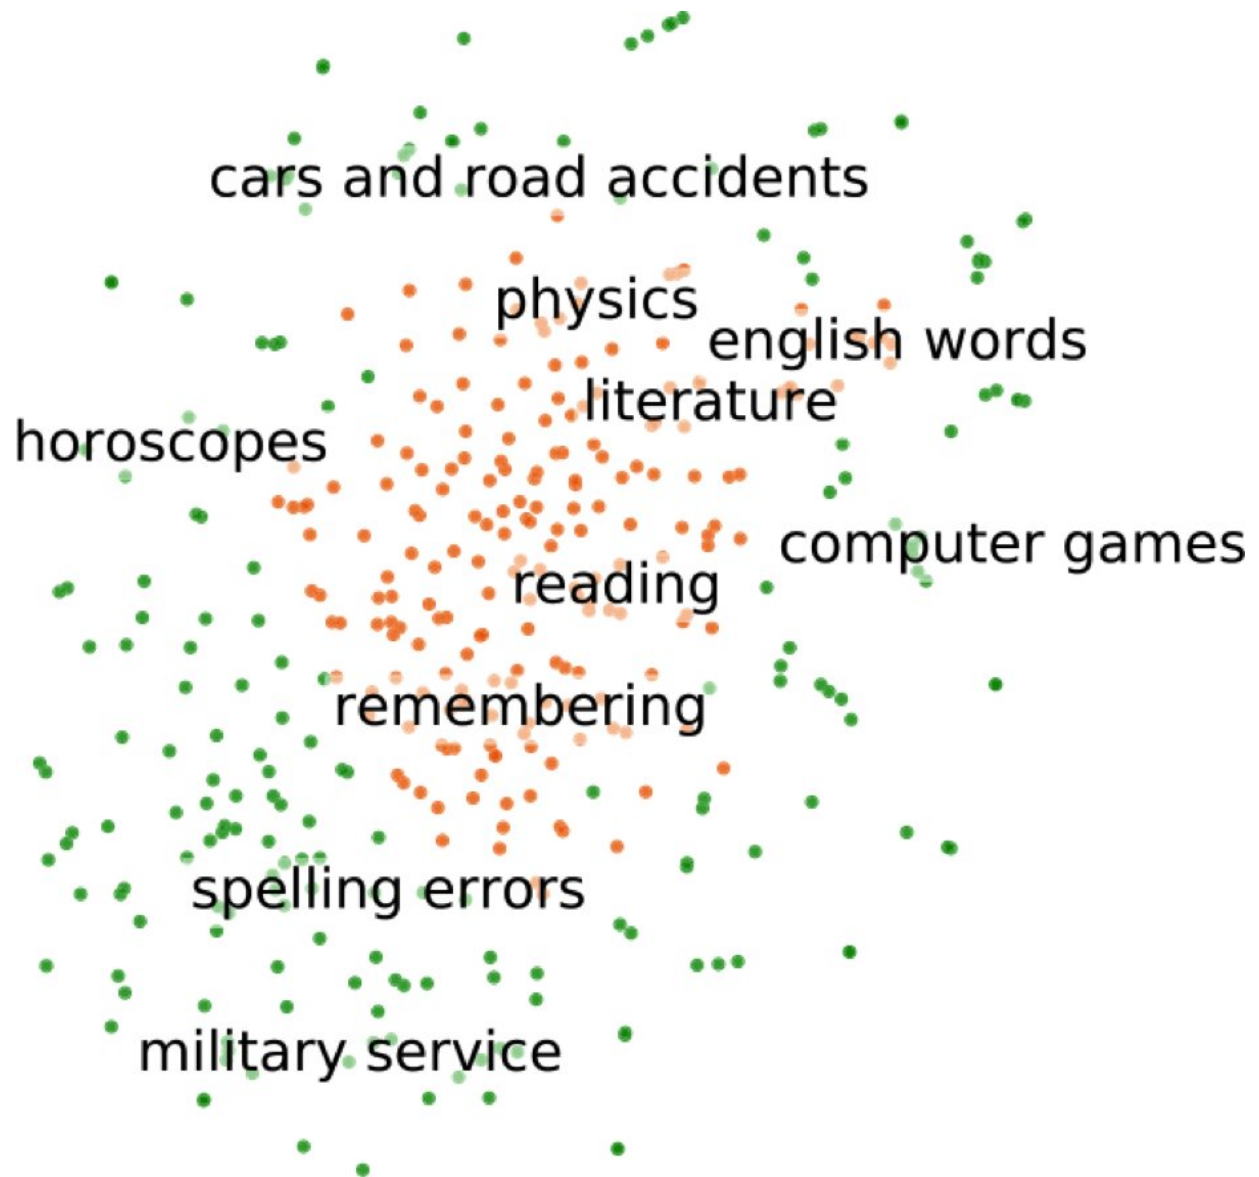 cars and road accidents
physics
english words
literature
horoscopes
computer games
reading
remembering
spelling errors
military service